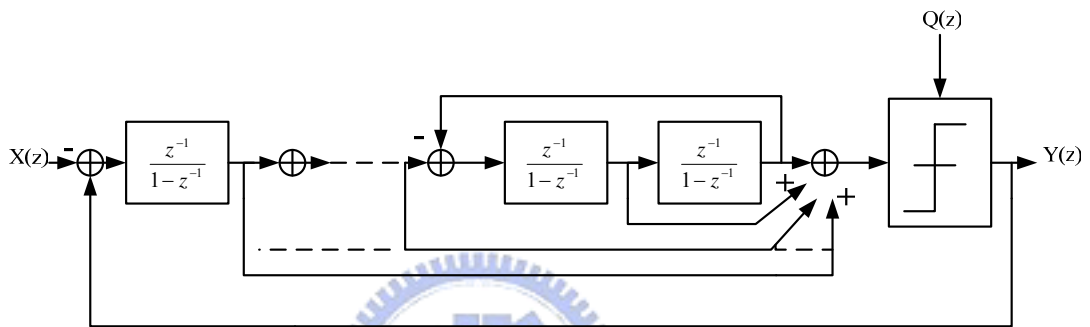 Q(z)
X(z)
-
z⁻¹
1 - z⁻¹
-
z⁻¹
1 - z⁻¹
z⁻¹
1 - z⁻¹
+
+
Y(z)